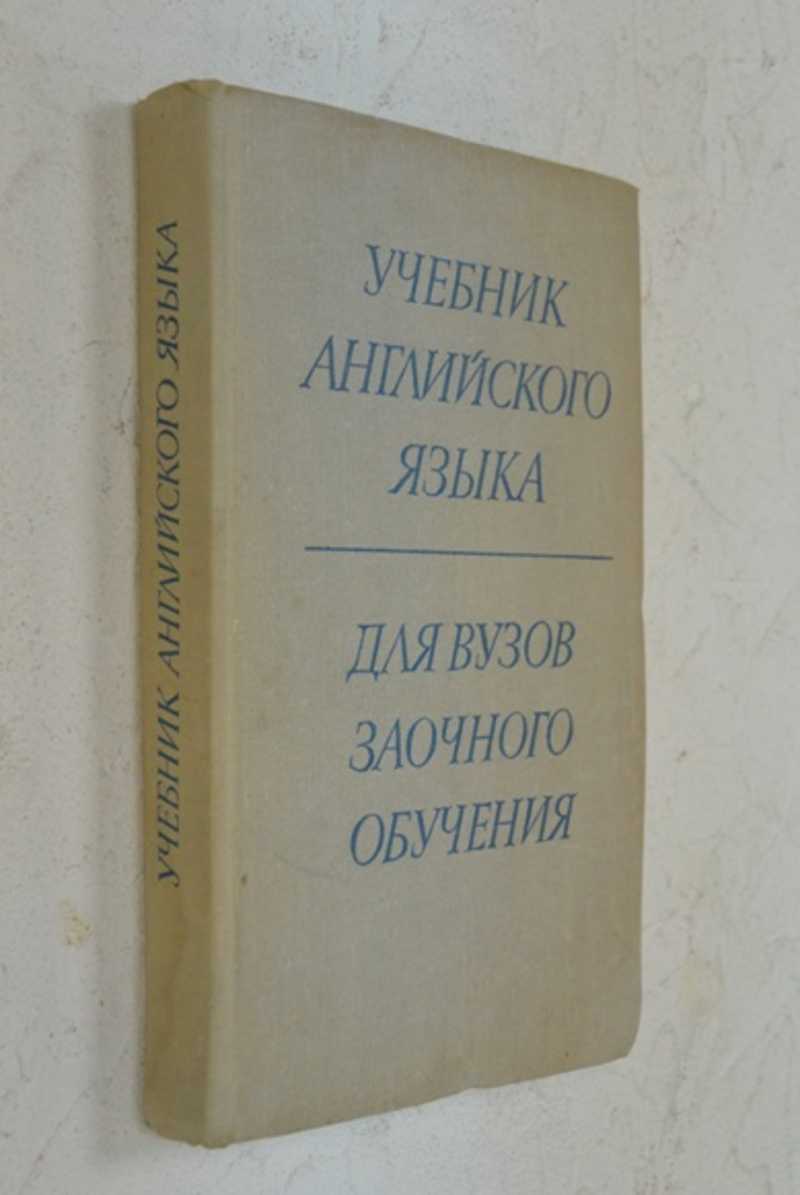 УЧЕБНИК АНГЛИЙСКОГО ЯЗЫКА
УЧЕБНИК
АНГЛИЙСКОГО
ЯЗЫКА
ДЛЯ ВУЗОВ
ЗАОЧНОГО
ОБУЧЕНИЯ